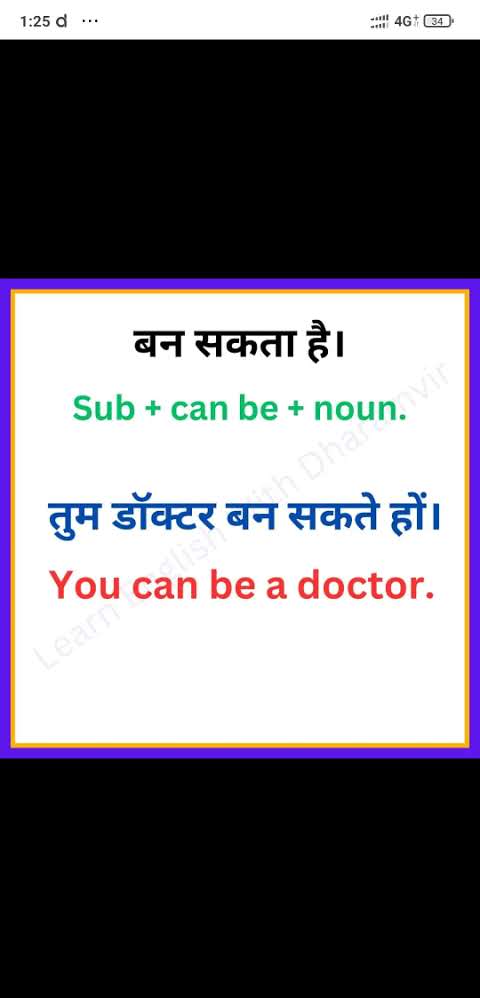 1:25 d ...
4G 34
बन सकता है।
Sub + can be + noun.
तुम डॉक्टर बन सकते हों।
You can be a doctor.
Learn English With Dharamvir